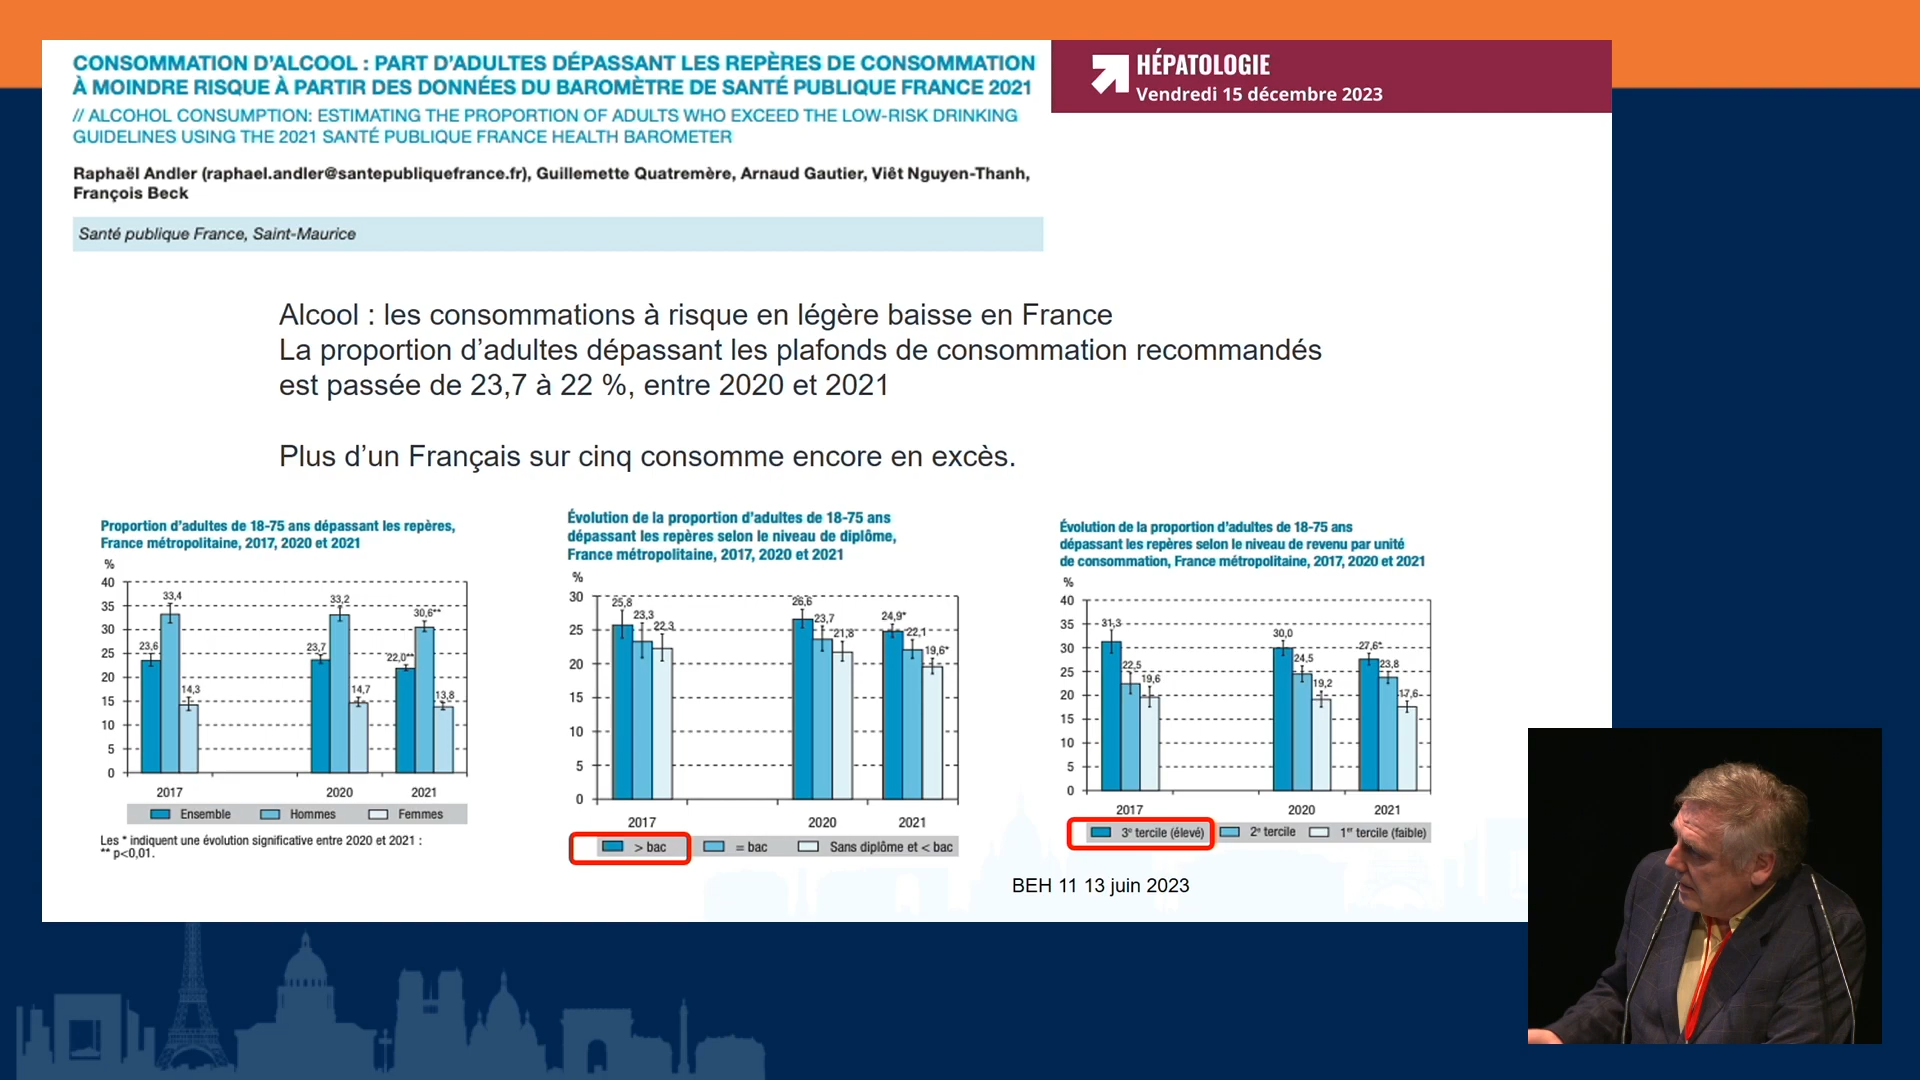 CONSOMMATION D'ALCOOL : PART D'ADULTES DÉPASSANT LES REPÈRES DE CONSOMMATION
À MOINDRE RISQUE À PARTIR DES DONNÉES DU BAROMÈTRE DE SANTÉ PUBLIQUE FRANCE 2021
// ALCOHOL CONSUMPTION: ESTIMATING THE PROPORTION OF ADULTS WHO EXCEED THE LOW-RISK DRINKING
GUIDELINES USING THE 2021 SANTÉ PUBLIQUE FRANCE HEALTH BAROMETER
Raphaël Andler (raphael.andler@santepubliquefrance.fr), Guillemette Quatremère, Arnaud Gautier, Viêt Nguyen-Thanh,
François Beck
Santé publique France, Saint-Maurice
HÉPATOLOGIE
Vendredi 15 décembre 2023
Alcool : les consommations à risque en légère baisse en France
La proportion d’adultes dépassant les plafonds de consommation recommandés
est passée de 23,7 à 22 %, entre 2020 et 2021
Plus d’un Français sur cinq consomme encore en excès.
Proportion d'adultes de 18-75 ans dépassant les repères,
France métropolitaine, 2017, 2020 et 2021
%
40
35
30
25
20
15
10
5
0
23,6
33,4
14,3
23,7
33,2
14,7
22,0**
30,6**
13,8
2017
2020
2021
Ensemble
Hommes
Femmes
Les * indiquent une évolution significative entre 2020 et 2021 :
** p<0,01.
Évolution de la proportion d'adultes de 18-75 ans
dépassant les repères selon le niveau de diplôme,
France métropolitaine, 2017, 2020 et 2021
%
30
25
20
15
10
5
0
25,8
23,3
22,3
26,6
23,7
21,8
24,9*
22,1
19,6*
2017
2020
2021
> bac
= bac
Sans diplôme et < bac
Évolution de la proportion d'adultes de 18-75 ans
dépassant les repères selon le niveau de revenu par unité
de consommation, France métropolitaine, 2017, 2020 et 2021
%
40
35
30
25
20
15
10
5
0
31,3
22,5
19,6
30,0
24,5
19,2
27,6*
23,8
17,6
2017
2020
2021
3e tercile (élevé)
2e tercile
1er tercile (faible)
BEH 11 13 juin 2023